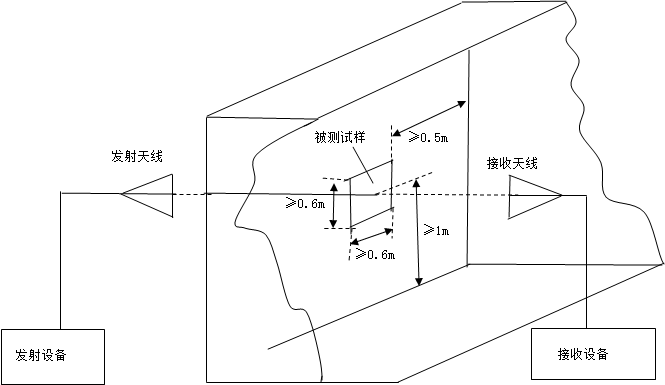 ≥0.5m
被测试样
发射天线
接收天线
≥0.6m
≥1m
≥0.6m
发射设备
接收设备